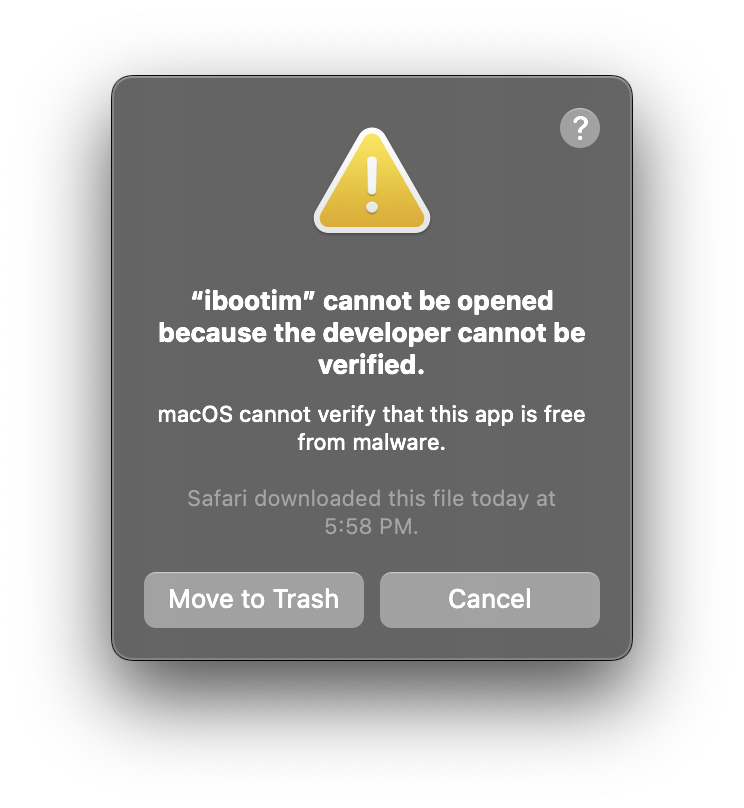 ?
“ibootim” cannot be opened
because the developer cannot be
verified.
macOS cannot verify that this app is free
from malware.
Safari downloaded this file today at
5:58 PM.
Move to Trash
Cancel